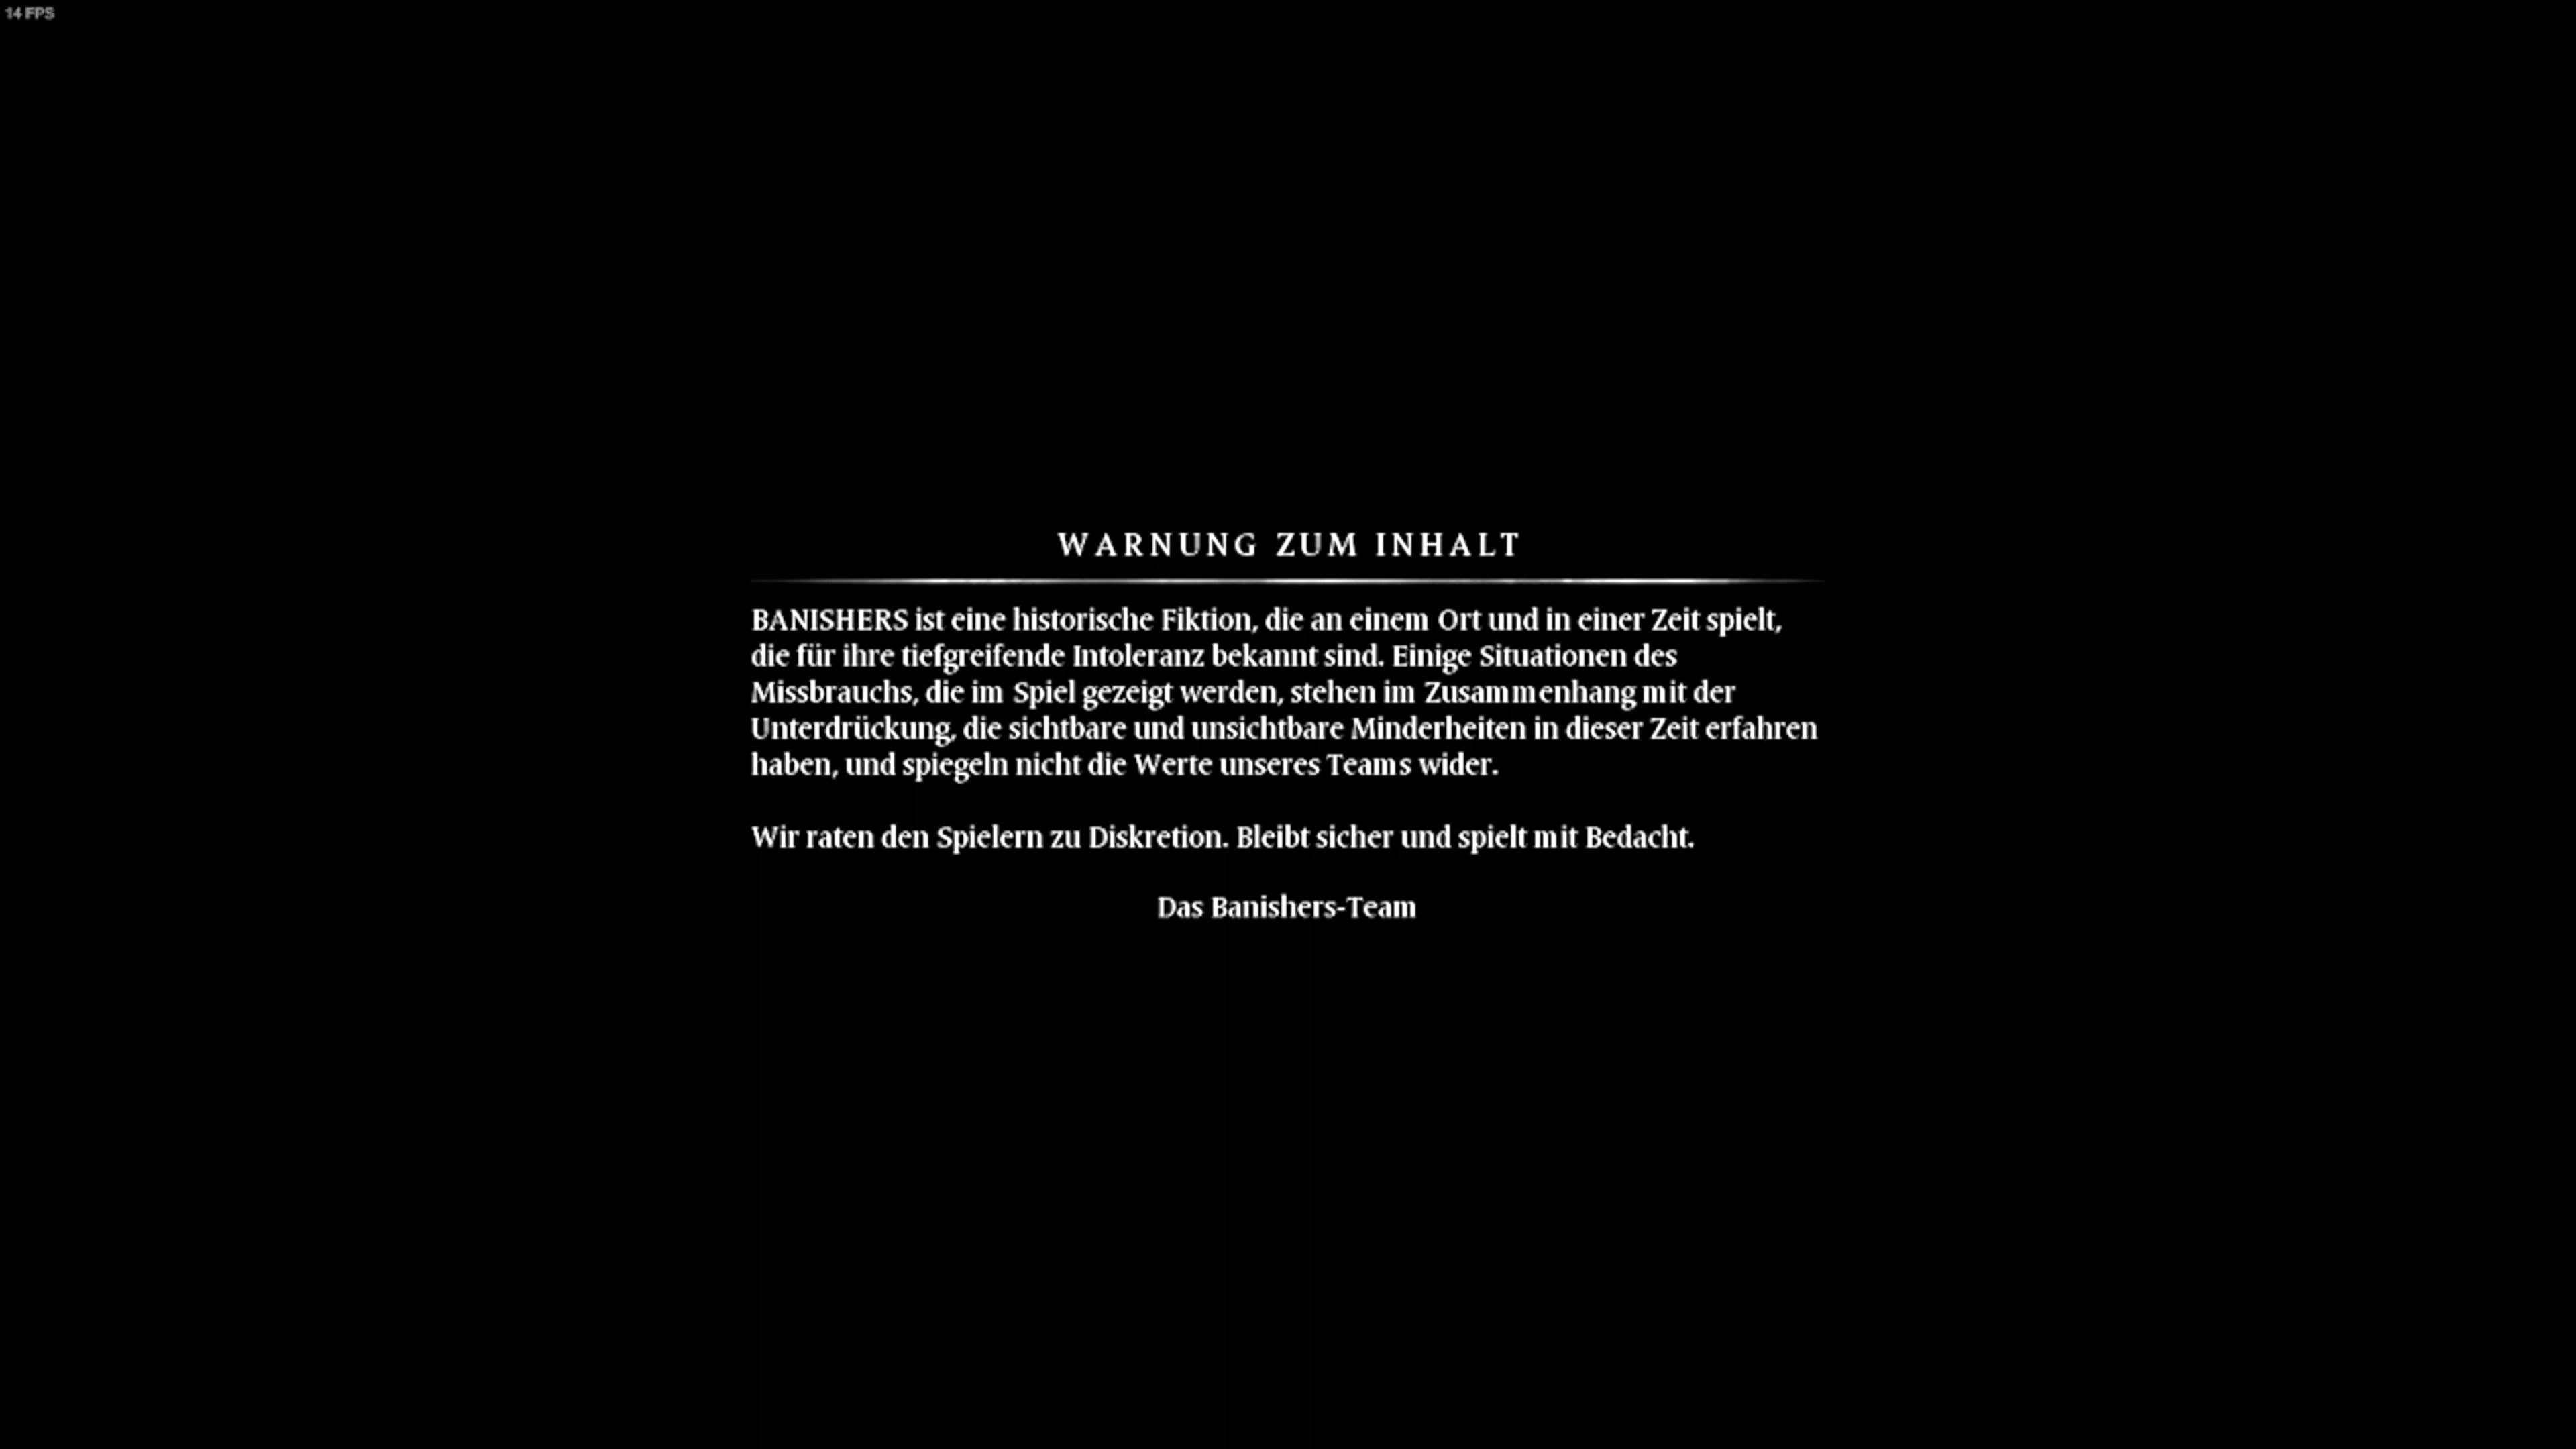 14 FPS
WARNUNG ZUM INHALT
BANISHERS ist eine historische Fiktion, die an einem Ort und in einer Zeit spielt,
die für ihre tiefgreifende Intoleranz bekannt sind. Einige Situationen des
Missbrauchs, die im Spiel gezeigt werden, stehen im Zusammenhang mit der
Unterdrückung, die sichtbare und unsichtbare Minderheiten in dieser Zeit erfahren
haben, und spiegeln nicht die Werte unseres Teams wider.
Wir raten den Spielern zu Diskretion. Bleibt sicher und spielt mit Bedacht.
Das Banishers-Team